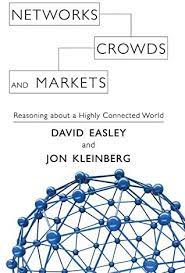 NETWORKS
CROWDS
AND MARKETS
Reasoning about a Highly Connected World
DAVID EASLEY
and
JON KLEINBERG